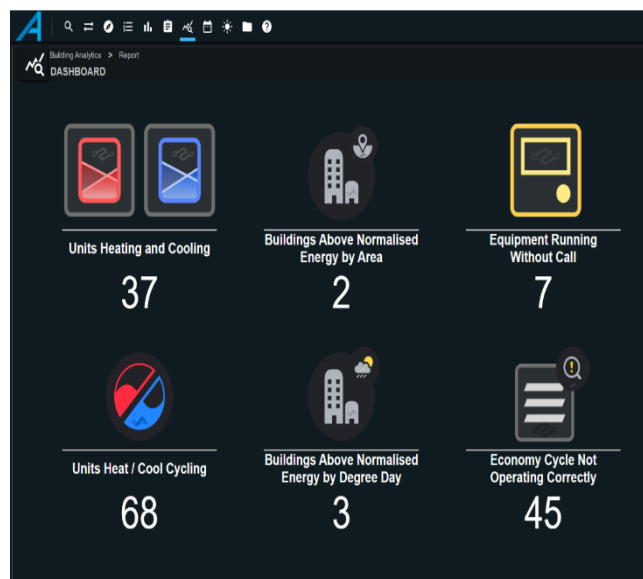 Building Analytics > Report
DASHBOARD
Units Heating and Cooling
37
Buildings Above Normalised
Energy by Area
2
Equipment Running
Without Call
7
Units Heat / Cool Cycling
68
Buildings Above Normalised
Energy by Degree Day
3
Economy Cycle Not
Operating Correctly
45